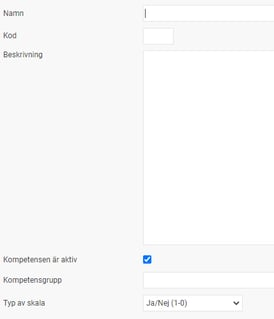 Namn
Kod
Beskrivning
Kompetensen är aktiv
Kompetensgrupp
Typ av skala Ja/Nej (1-0)